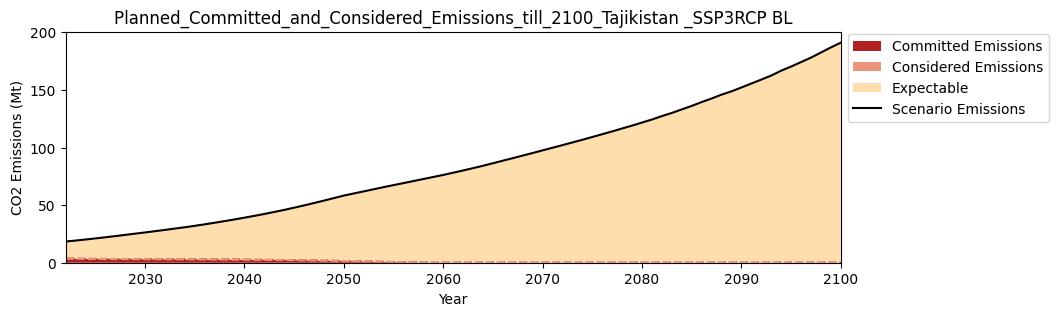 Planned_Committed_and_Considered_Emissions_till_2100_Tajikistan _SSP3RCP BL
200
150
100
50
0
CO2 Emissions (Mt)
2030 2040 2050 2060 2070 2080 2090 2100
Year
Committed Emissions
Considered Emissions
Expectable
Scenario Emissions